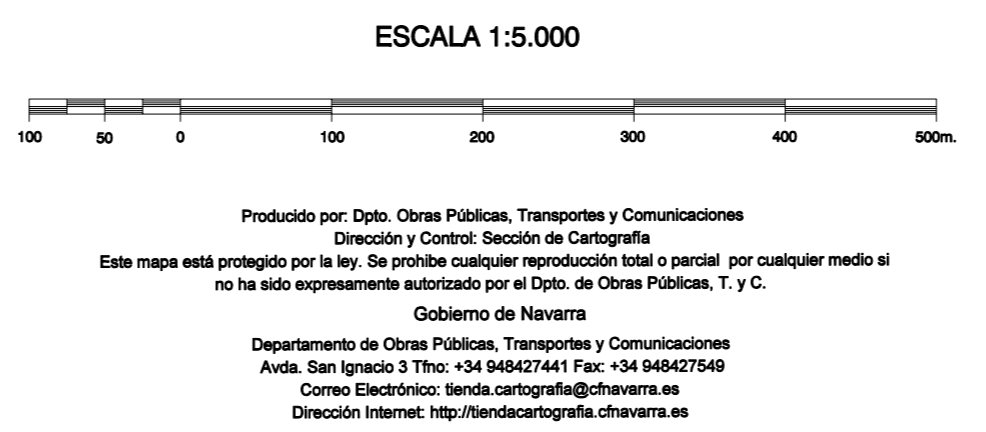 ESCALA 1:5.000
100 50 0 100 200 300 400 500m.
Producido por: Dpto. Obras Públicas, Transportes y Comunicaciones
Dirección y Control: Sección de Cartografía
Este mapa está protegido por la ley. Se prohibe cualquier reproducción total o parcial por cualquier medio si
no ha sido expresamente autorizado por el Dpto. de Obras Públicas, T. y C.
Gobierno de Navarra
Departamento de Obras Públicas, Transportes y Comunicaciones
Avda. San Ignacio 3 Tfno: +34 948427441 Fax: +34 948427549
Correo Electrónico: tienda.cartografia@cfnavarra.es
Dirección Internet: http://tiendacartografia.cfnavarra.es